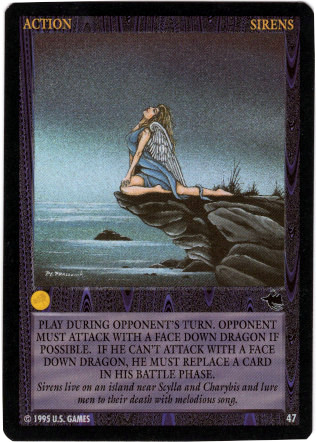 ACTION SIRENS
PLAY DURING OPPONENT'S TURN. OPPONENT
MUST ATTACK WITH A FACE DOWN DRAGON IF
POSSIBLE. IF HE CAN'T ATTACK WITH A FACE
DOWN DRAGON, HE MUST REPLACE A CARD
IN HIS BATTLE PHASE.
Sirens live on an island near Scylla and Charybis and lure
men to their death with melodious song.
© 1995 U.S. GAMES 47